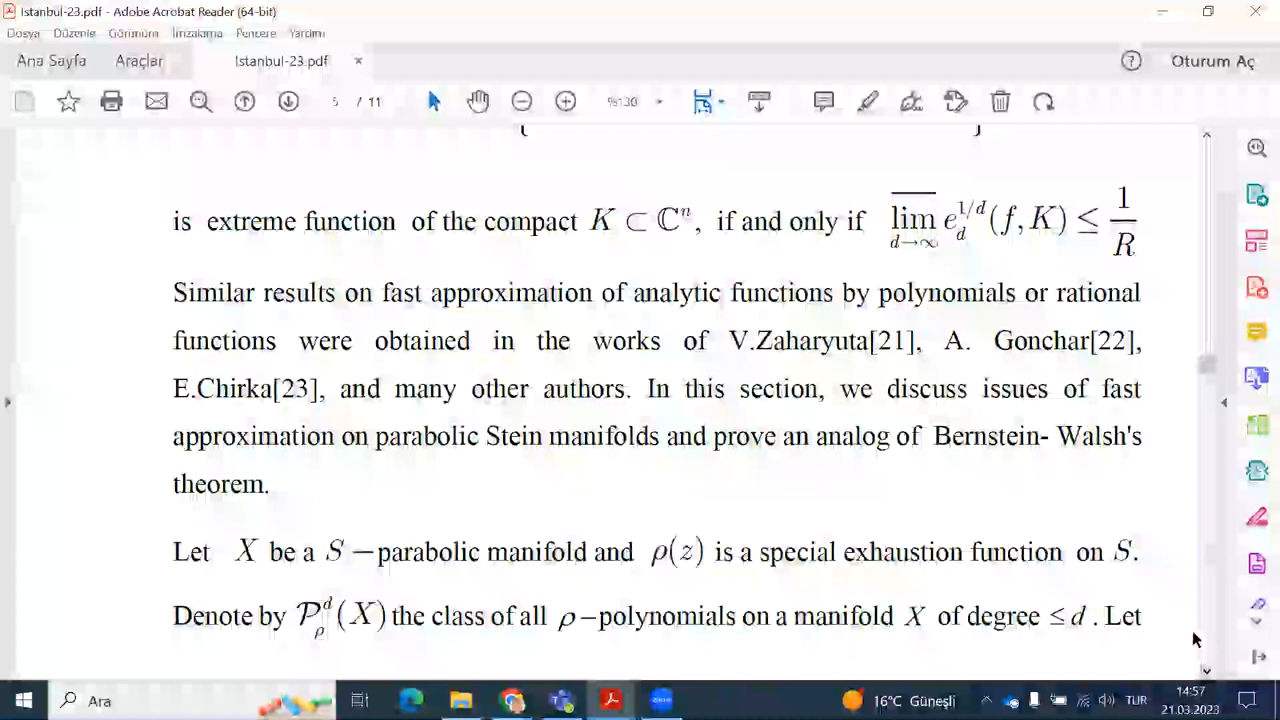 Istanbul-23.pdf - Adobe Acrobat Reader (64-bit)
Dosya Düzenle Görünüm İmzalama Pencere Yardım
Ana Sayfa Araçlar Istanbul-23.pdf × Oturum Aç
5 / 11 %130
is extreme function of the compact K ⊂ ℂⁿ, if and only if \overline{\lim}_{d→∞} e_d^{1/d}(f, K) ≤ 1/R
Similar results on fast approximation of analytic functions by polynomials or rational
functions were obtained in the works of V.Zaharyuta[21], A. Gonchar[22],
E.Chirka[23], and many other authors. In this section, we discuss issues of fast
approximation on parabolic Stein manifolds and prove an analog of Bernstein- Walsh's
theorem.
Let X be a S −parabolic manifold and ρ(z) is a special exhaustion function on S.
Denote by 𝒫_ρ^d(X) the class of all ρ−polynomials on a manifold X of degree ≤ d . Let
Ara 16°C Güneşli TUR 14:57
21.03.2023